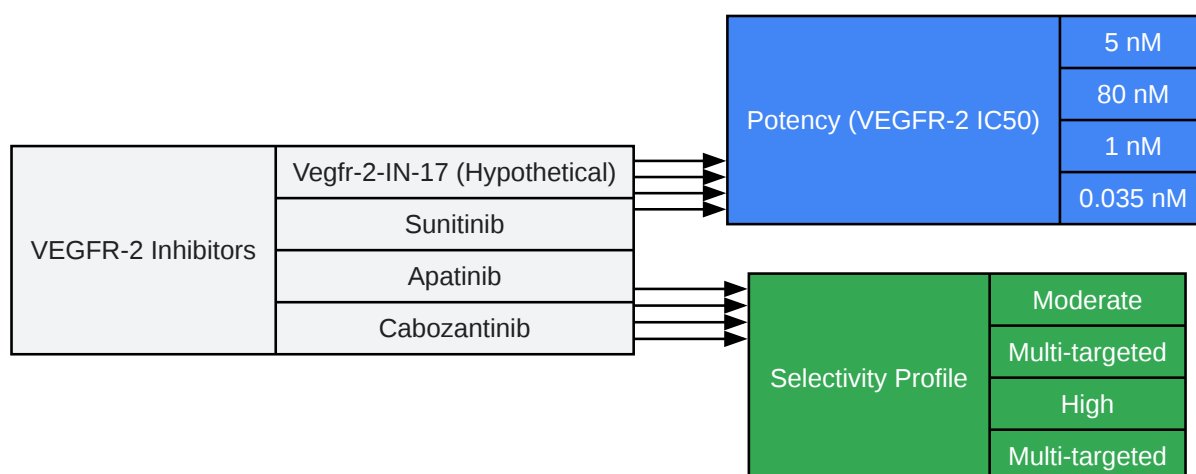 VEGFR-2 Inhibitors
Vegfr-2-IN-17 (Hypothetical)
Sunitinib
Apatinib
Cabozantinib
Potency (VEGFR-2 IC50)
5 nM
80 nM
1 nM
0.035 nM
Selectivity Profile
Moderate
Multi-targeted
High
Multi-targeted